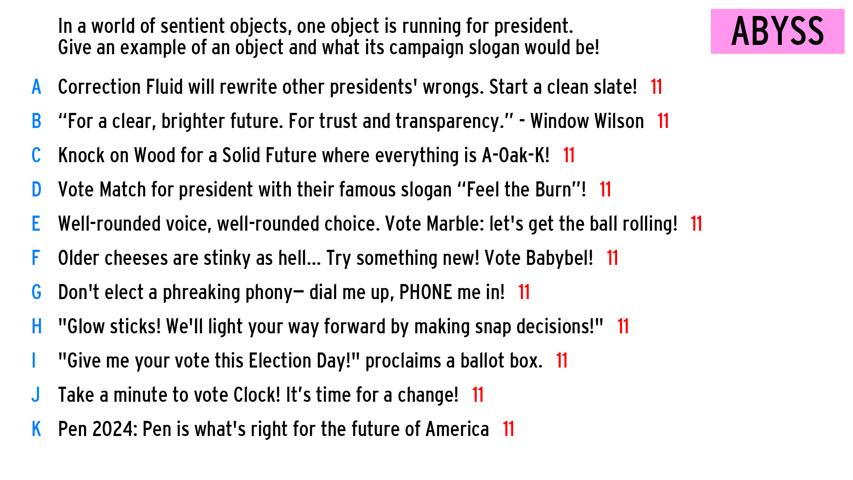 In a world of sentient objects, one object is running for president.
Give an example of an object and what its campaign slogan would be!
ABYSS
A Correction Fluid will rewrite other presidents' wrongs. Start a clean slate! 11
B “For a clear, brighter future. For trust and transparency.” - Window Wilson 11
C Knock on Wood for a Solid Future where everything is A-Oak-K! 11
D Vote Match for president with their famous slogan “Feel the Burn”! 11
E Well-rounded voice, well-rounded choice. Vote Marble: let's get the ball rolling! 11
F Older cheeses are stinky as hell... Try something new! Vote Babybel! 11
G Don't elect a phreaking phony— dial me up, PHONE me in! 11
H "Glow sticks! We'll light your way forward by making snap decisions!" 11
I "Give me your vote this Election Day!" proclaims a ballot box. 11
J Take a minute to vote Clock! It’s time for a change! 11
K Pen 2024: Pen is what's right for the future of America 11